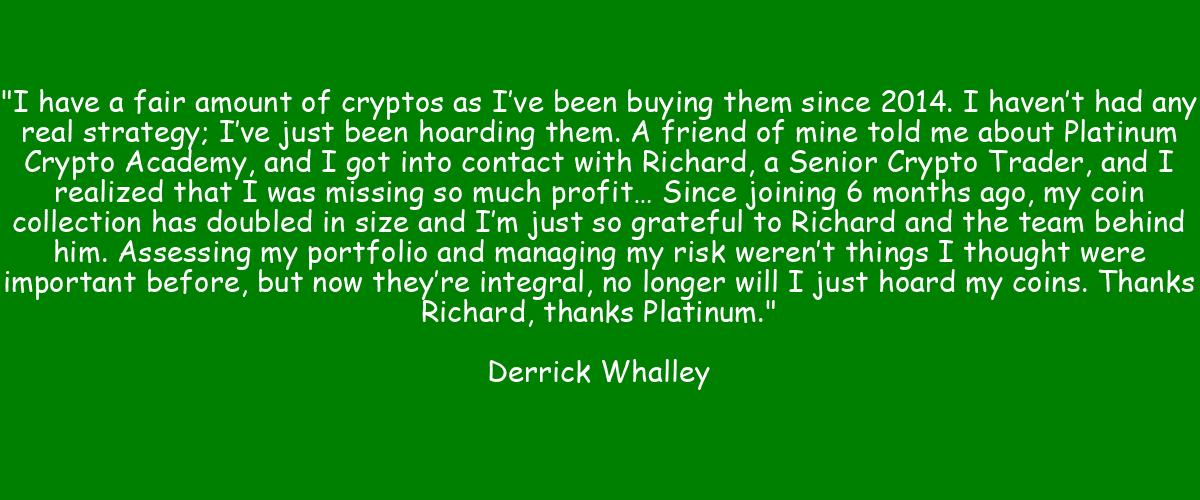 "I have a fair amount of cryptos as I’ve been buying them since 2014. I haven’t had any
real strategy; I’ve just been hoarding them. A friend of mine told me about Platinum
Crypto Academy, and I got into contact with Richard, a Senior Crypto Trader, and I
realized that I was missing so much profit… Since joining 6 months ago, my coin
collection has doubled in size and I’m just so grateful to Richard and the team behind
him. Assessing my portfolio and managing my risk weren’t things I thought were
important before, but now they’re integral, no longer will I just hoard my coins. Thanks
Richard, thanks Platinum."
Derrick Whalley